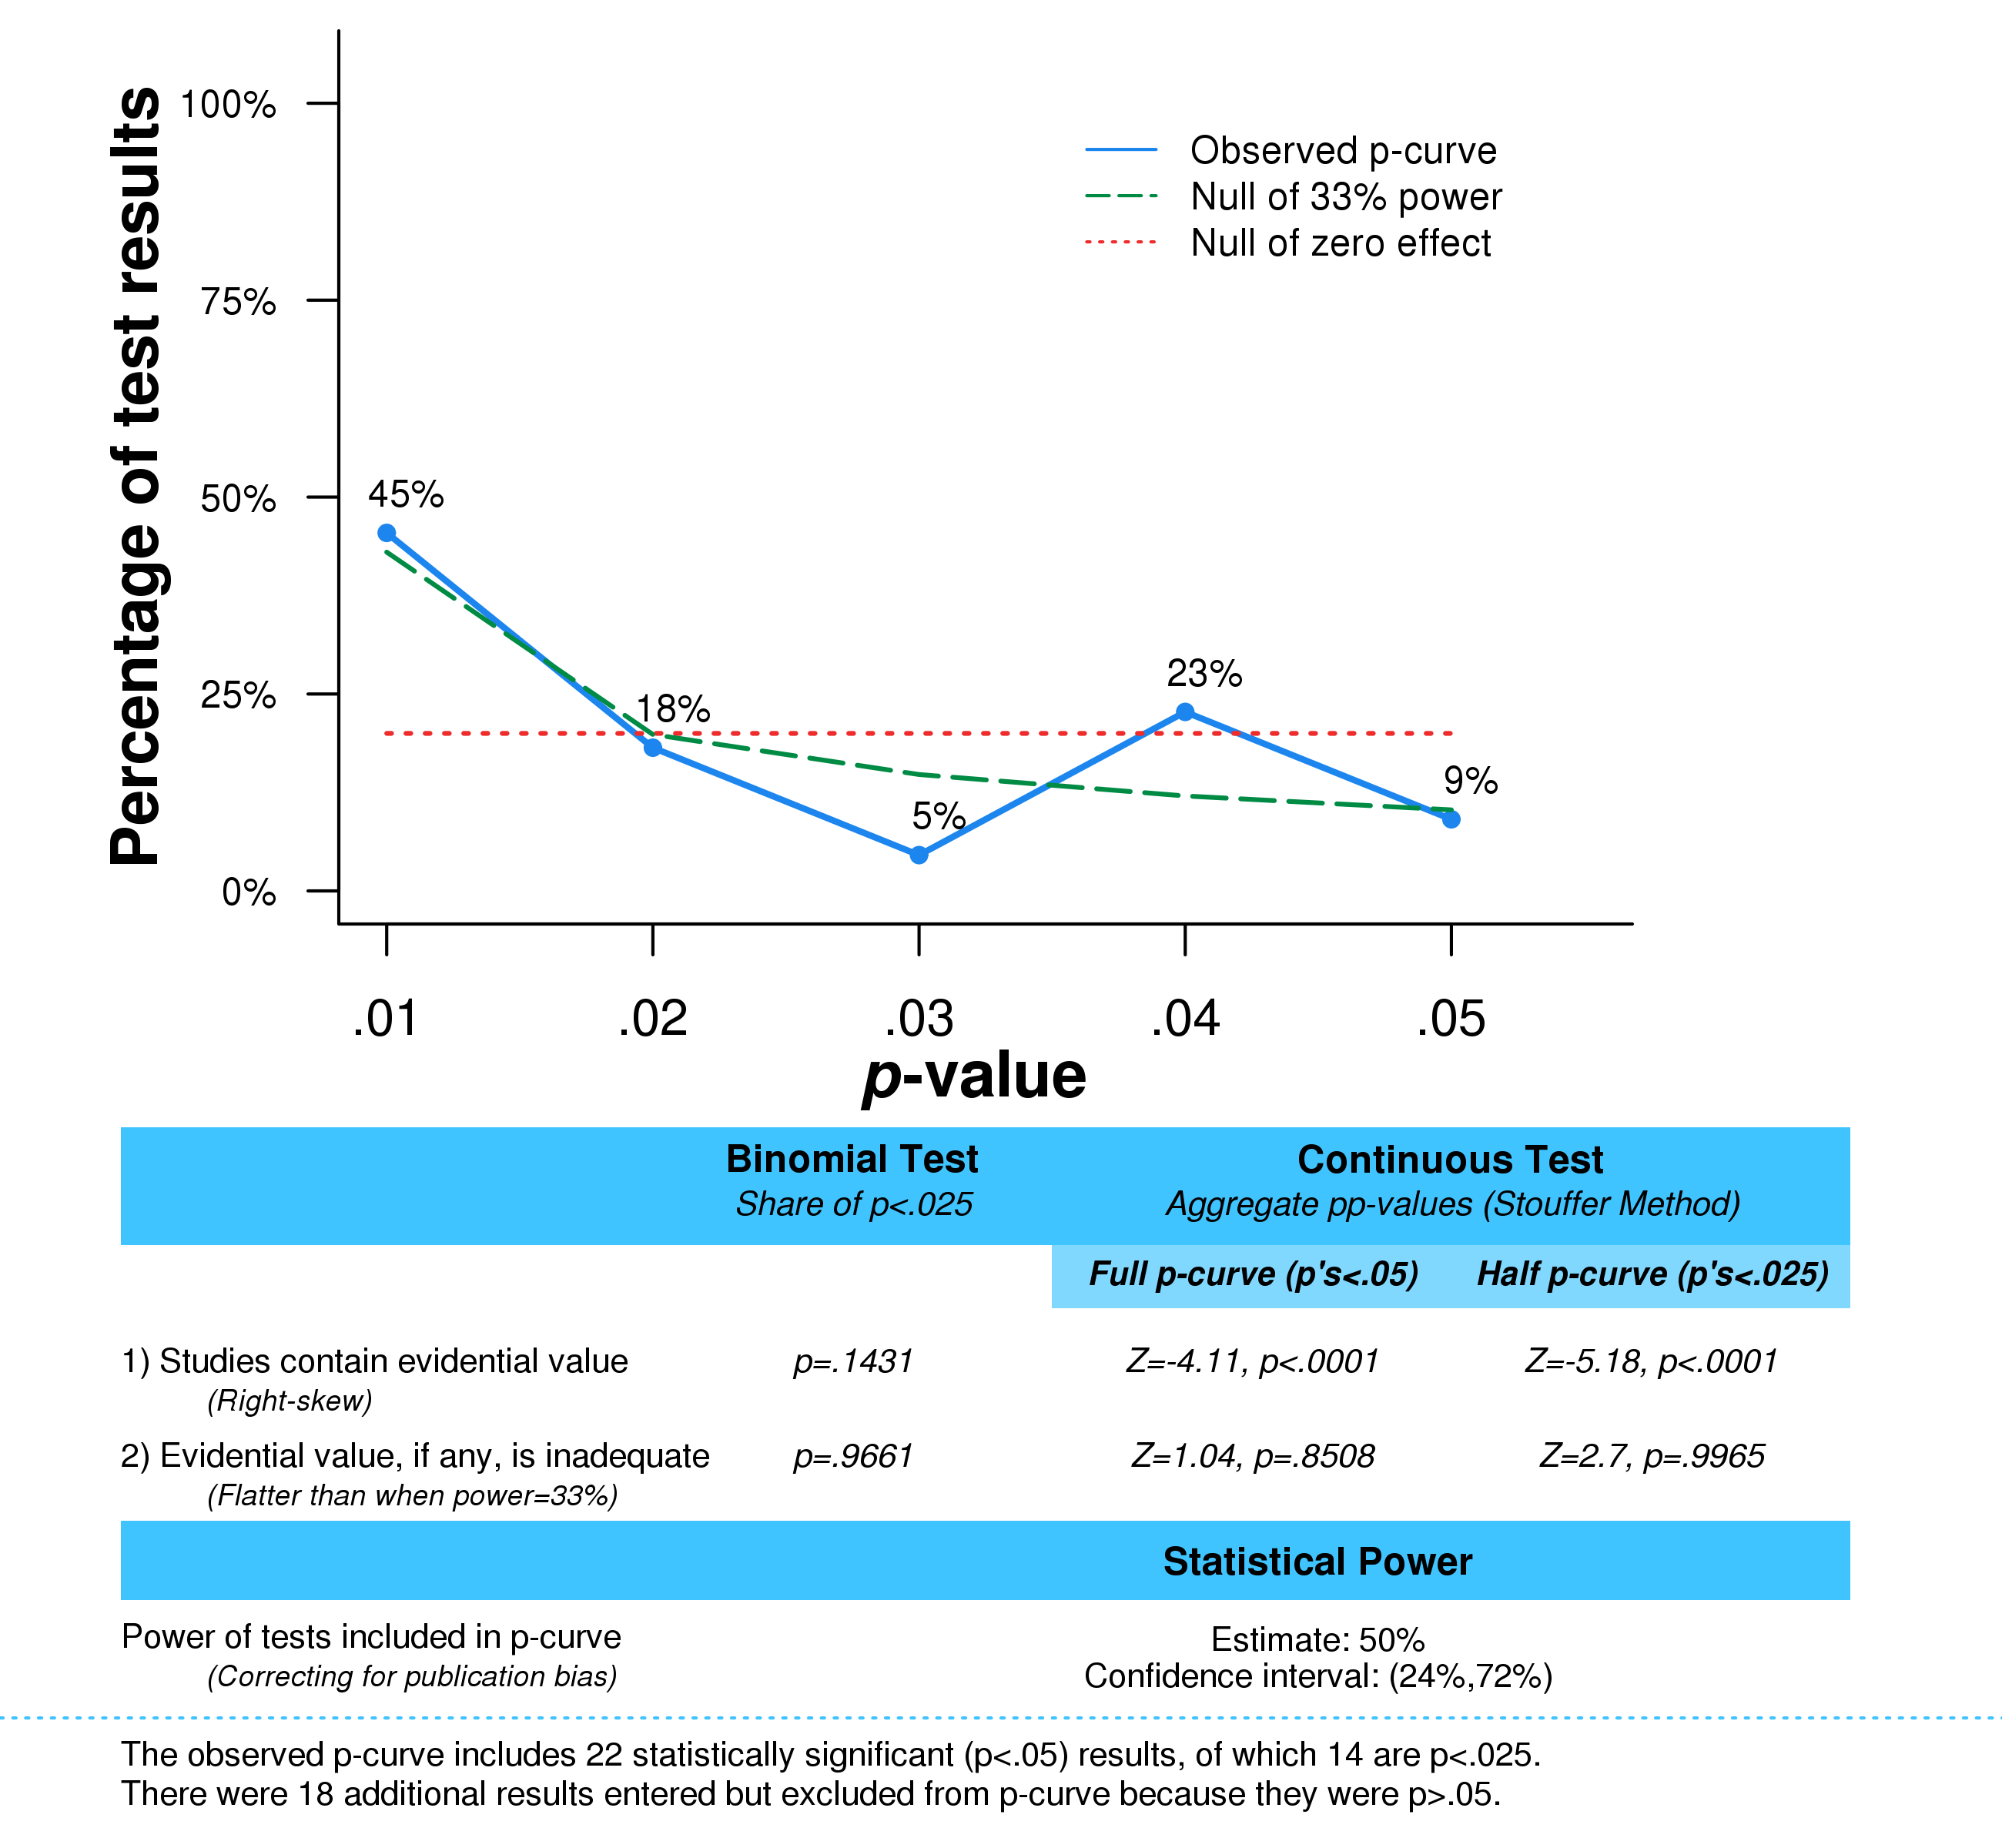 Percentage of test results
100%
75%
50%
25%
0%
Observed p-curve
Null of 33% power
Null of zero effect
45%
18%
5%
23%
9%
.01 .02 .03 .04 .05
p-value
Binomial Test Continuous Test
Share of p<.025 Aggregate pp-values (Stouffer Method)
Full p-curve (p's<.05) Half p-curve (p's<.025)
1) Studies contain evidential value p=.1431 Z=-4.11, p<.0001 Z=-5.18, p<.0001
(Right-skew)
2) Evidential value, if any, is inadequate p=.9661 Z=1.04, p=.8508 Z=2.7, p=.9965
(Flatter than when power=33%)
Statistical Power
Power of tests included in p-curve Estimate: 50%
(Correcting for publication bias) Confidence interval: (24%,72%)
The observed p-curve includes 22 statistically significant (p<.05) results, of which 14 are p<.025.
There were 18 additional results entered but excluded from p-curve because they were p>.05.